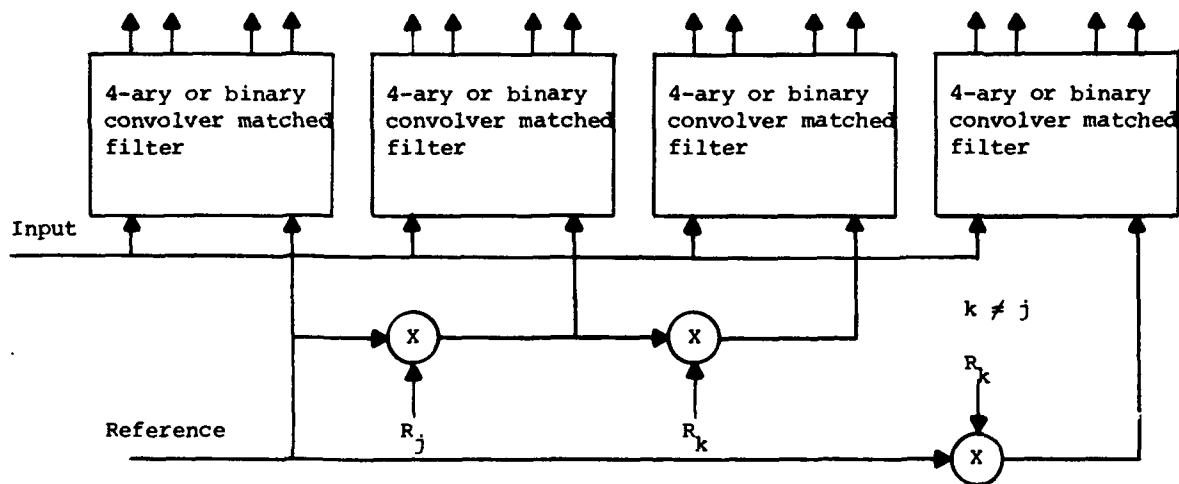 4-ary or binary
convolver matched
filter
4-ary or binary
convolver matched
filter
4-ary or binary
convolver matched
filter
4-ary or binary
convolver matched
filter
Input
k ≠ j
X
X
R_k
Reference
R_j
R_k
X